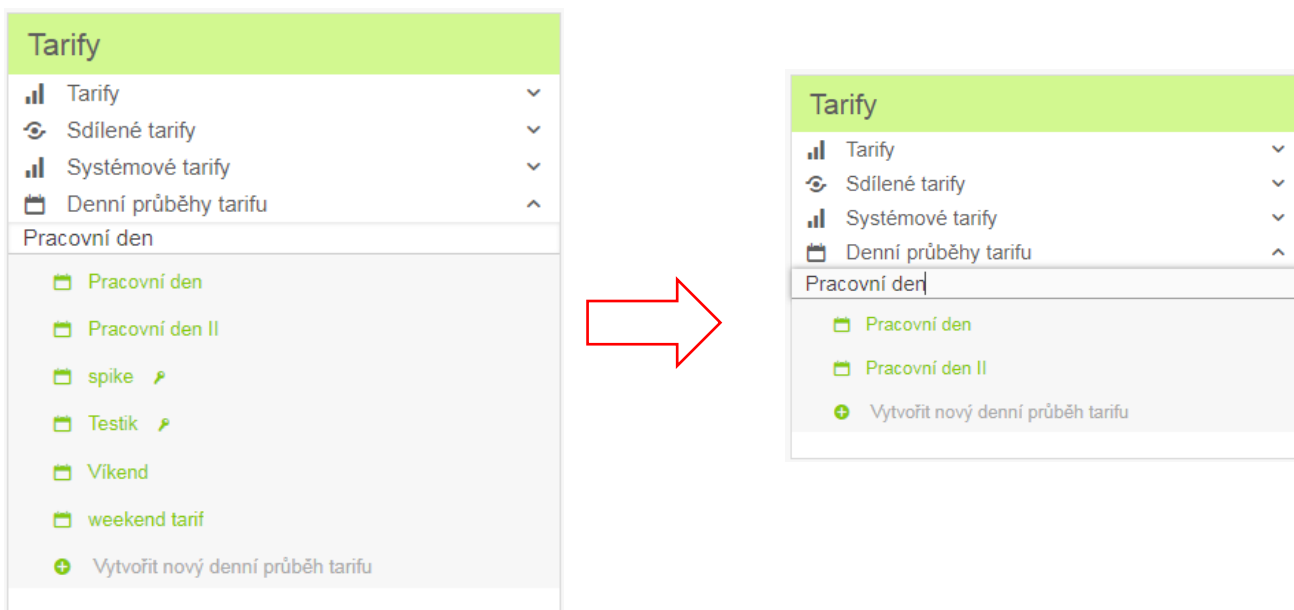 Tarify
Tarify
Sdílené tarify
Systémové tarify
Denní průběhy tarifu
Pracovní den
Pracovní den
Pracovní den II
spike
Testik
Víkend
weekend tarif
Vytvořit nový denní průběh tarifu
Tarify
Tarify
Sdílené tarify
Systémové tarify
Denní průběhy tarifu
Pracovní den
Pracovní den
Pracovní den II
Vytvořit nový denní průběh tarifu